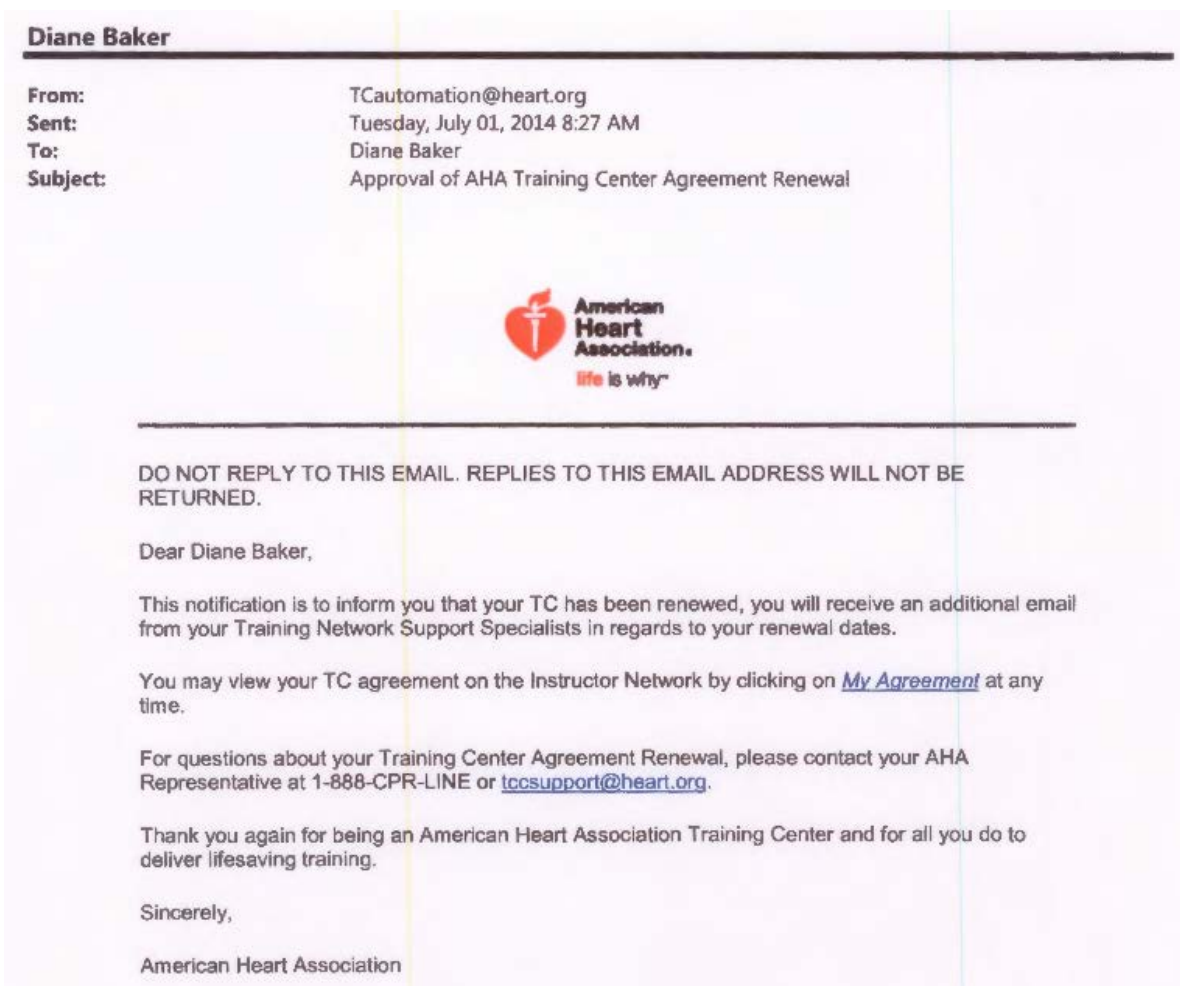 Diane Baker
From: TCautomation@heart.org
Sent: Tuesday, July 01, 2014 8:27 AM
To: Diane Baker
Subject: Approval of AHA Training Center Agreement Renewal
American
Heart
Association.
life is why™
DO NOT REPLY TO THIS EMAIL. REPLIES TO THIS EMAIL ADDRESS WILL NOT BE
RETURNED.
Dear Diane Baker,
This notification is to inform you that your TC has been renewed, you will receive an additional email
from your Training Network Support Specialists in regards to your renewal dates.
You may view your TC agreement on the Instructor Network by clicking on My Agreement at any
time.
For questions about your Training Center Agreement Renewal, please contact your AHA
Representative at 1-888-CPR-LINE or tccsupport@heart.org.
Thank you again for being an American Heart Association Training Center and for all you do to
deliver lifesaving training.
Sincerely,
American Heart Association